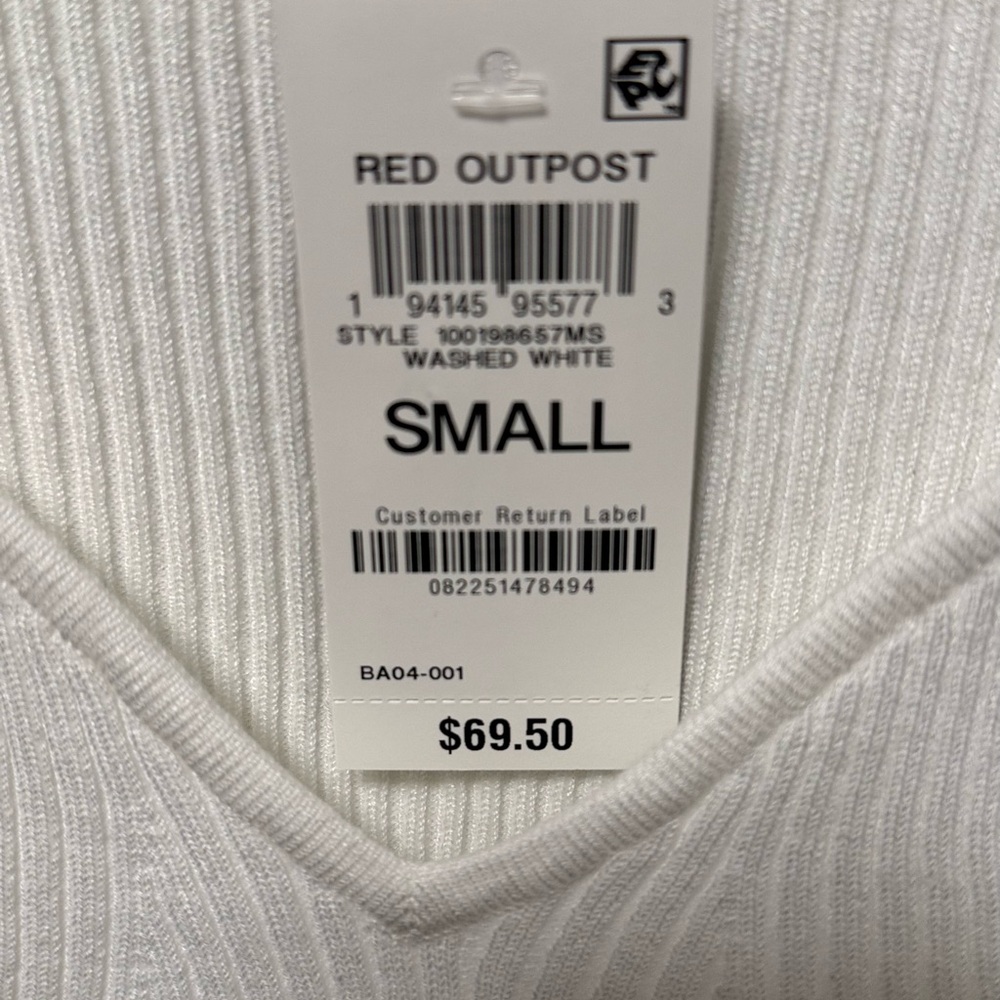 RED OUTPOST
1 94145 95577 3
STYLE 100198657MS
WASHED WHITE
SMALL
Customer Return Label
082251478494
BA04-001
$69.50